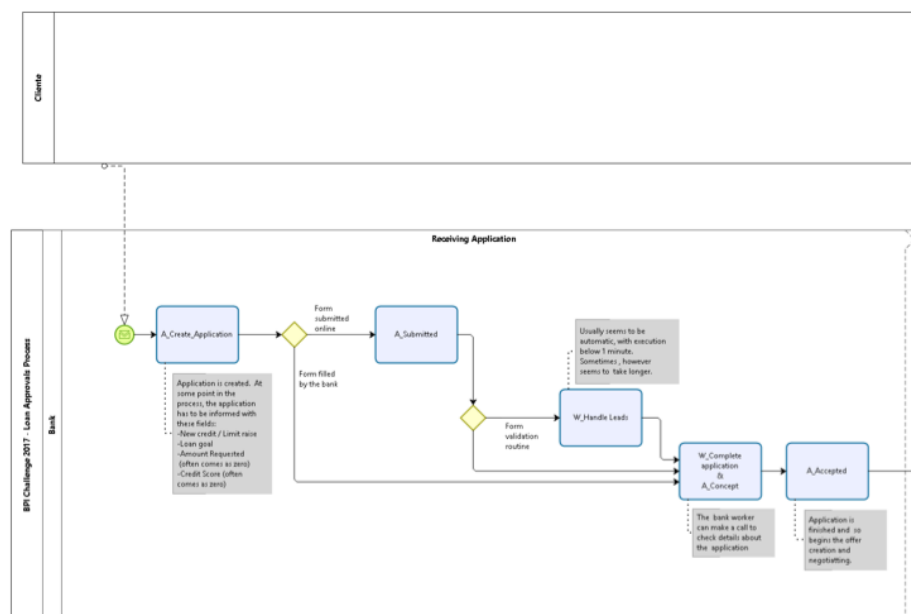 Cliente
BPI Challenge 2017 - Loan Approvals Process
Bank
Receiving Application
A_Create_Application
Form
submitted
online
Form filled
by the bank
A_Submitted
Application is created. At
some point in the
process, the application
has to be informed with
these fields:
-New credit / Limit raise
-Loan goal
-Amount Requested
(often comes as zero)
-Credit Score (often
comes as zero)
Usually seems to be
automatic, with execution
below 1 minute.
Sometimes , however
seems to take longer.
W_Handle Leads
Form
validation
routine
W_Complete
application
&
A_Concept
A_Accepted
The bank worker
can make a call to
check details about
the application
Application is
finished and so
begins the offer
creation and
negotiatting.